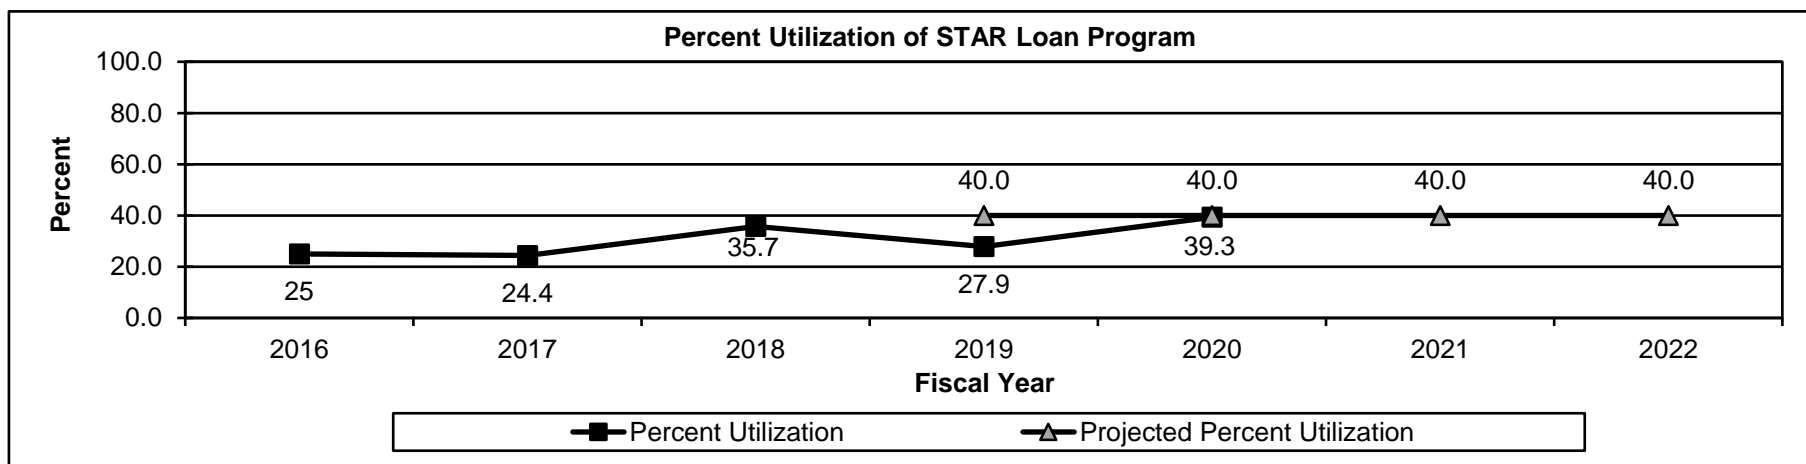 Percent Utilization of STAR Loan Program
100.0
80.0
60.0
40.0
20.0
0.0
Percent
40.0 40.0 40.0 40.0
25 24.4 35.7 27.9 39.3
2016 2017 2018 2019 2020 2021 2022
Fiscal Year
Percent Utilization Projected Percent Utilization